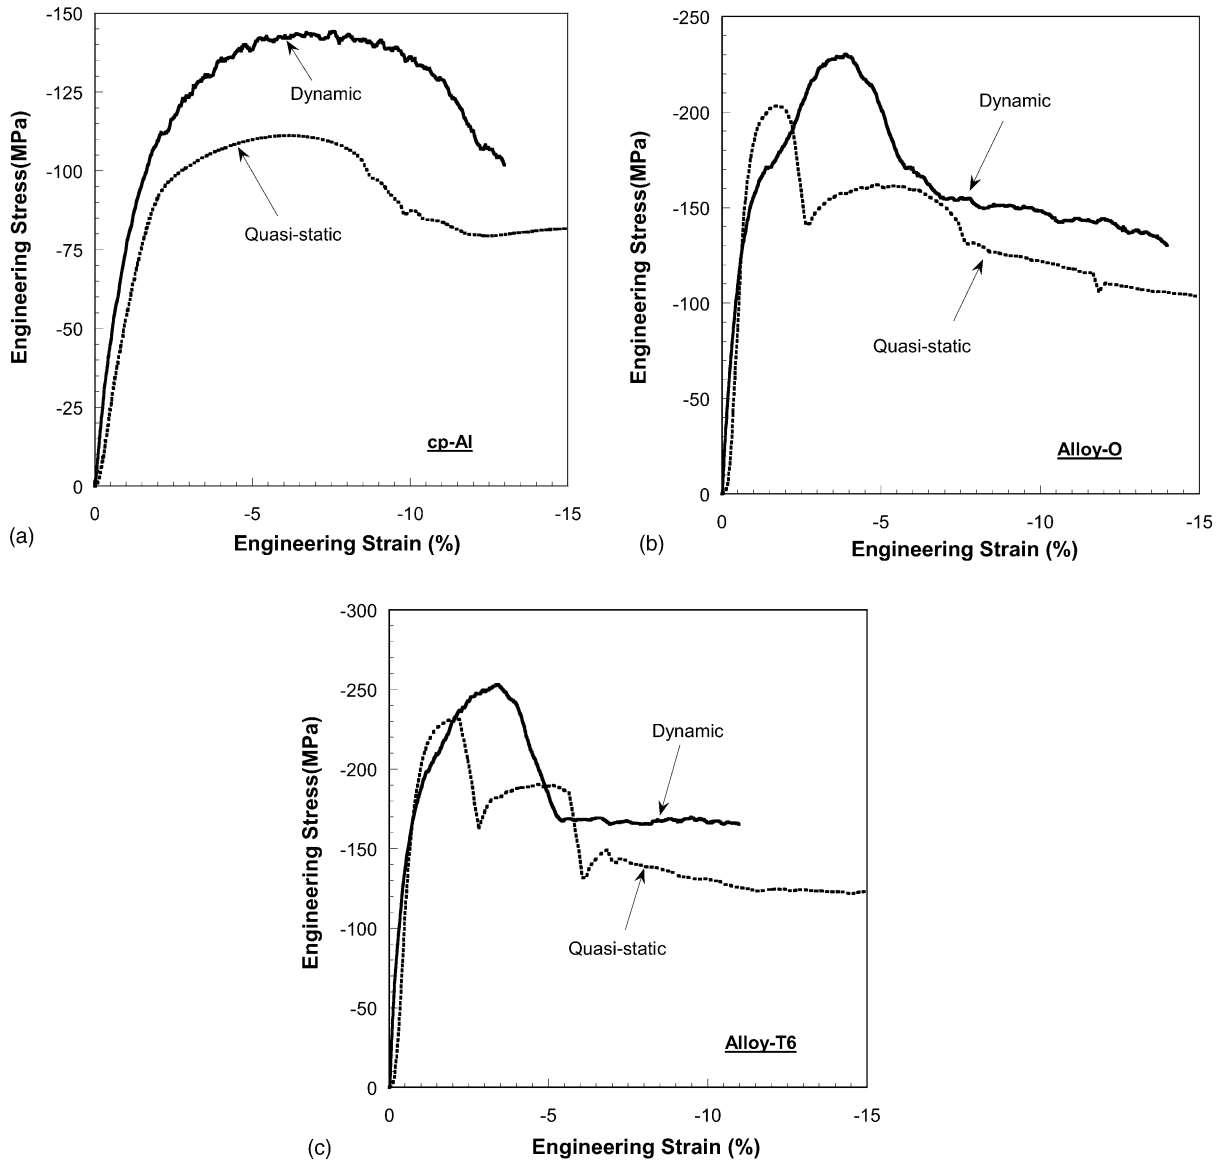 -150
-125
-100
-75
-50
-25
0
Engineering Stress(MPa)
Dynamic
Quasi-static
cp-Al
0
-5
-10
-15
Engineering Strain (%)
(a)
-250
-200
-150
-100
-50
0
Engineering Stress(MPa)
Dynamic
Quasi-static
Alloy-O
0
-5
-10
-15
Engineering Strain (%)
(b)
-300
-250
-200
-150
-100
-50
0
Engineering Stress(MPa)
Dynamic
Quasi-static
Alloy-T6
0
-5
-10
-15
Engineering Strain (%)
(c)